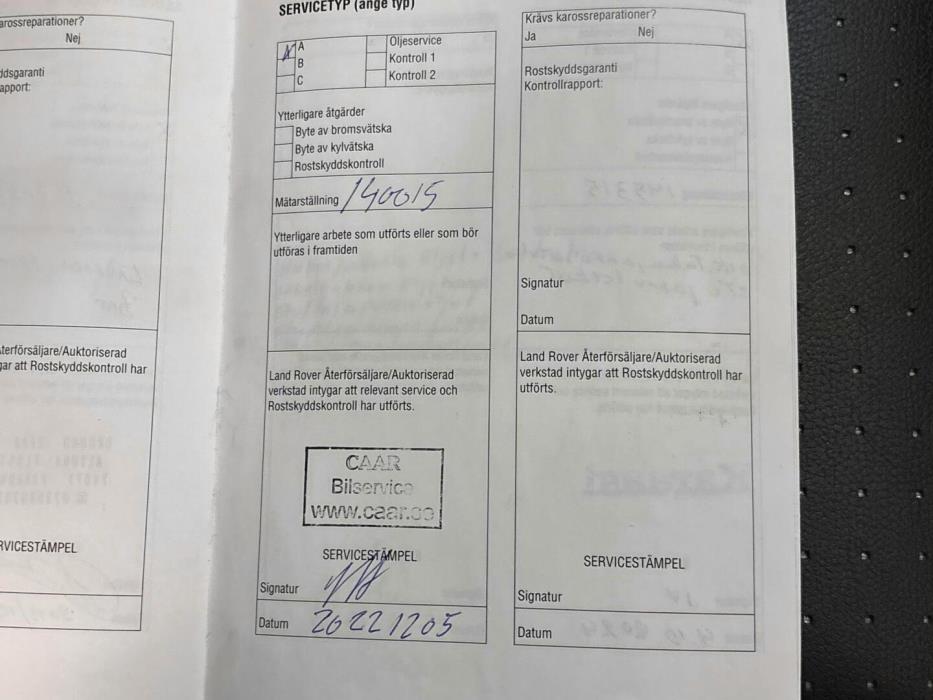 arossreparationer?
Nej
ddsgaranti
apport:
terförsäljare/Auktoriserad
gar att Rostskyddskontroll har
RVICESTÄMPEL
SERVICETYP (ange typ)
A
B
C
Oljeservice
Kontroll 1
Kontroll 2
Ytterligare åtgärder
Byte av bromsvätska
Byte av kylvätska
Rostskyddskontroll
Mätarställning 140015
Ytterligare arbete som utförts eller som bör
utföras i framtiden
Land Rover Återförsäljare/Auktoriserad
verkstad intygar att relevant service och
Rostskyddskontroll har utförts.
CAAR
Bilservice
www.caar.se
SERVICESTÄMPEL
Signatur
Datum 20221205
Krävs karossreparationer?
Ja Nej
Rostskyddsgaranti
Kontrollrapport:
Signatur
Datum
Land Rover Återförsäljare/Auktoriserad
verkstad intygar att Rostskyddskontroll har
utförts.
SERVICESTÄMPEL
Signatur
Datum